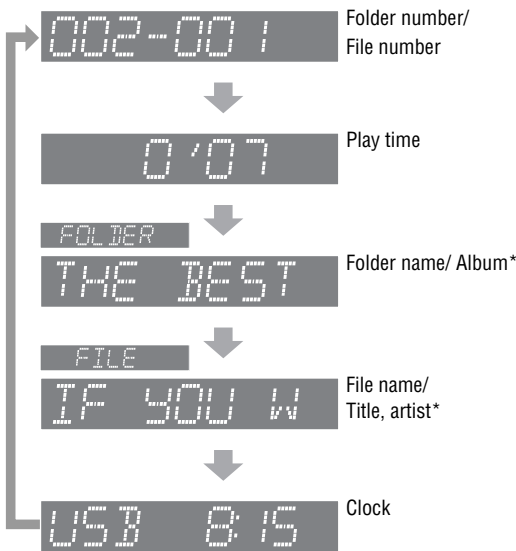 002-001
Folder number/
File number
0'07
Play time
FOLDER
THE BEST
Folder name/ Album*
FILE
IF YOU W
File name/
Title, artist*
USB 8:15
Clock